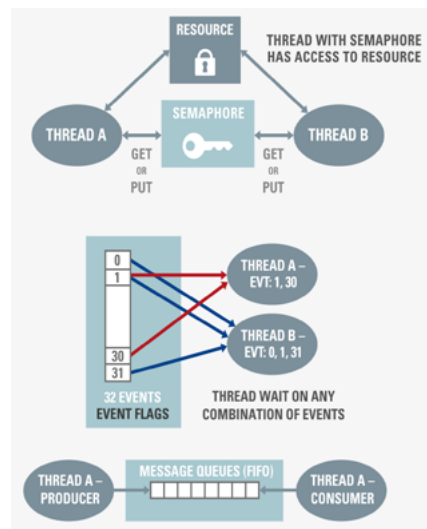 RESOURCE
THREAD WITH SEMAPHORE
HAS ACCESS TO RESOURCE
SEMAPHORE
THREAD A
THREAD B
GET
OR
PUT
GET
OR
PUT
0
1
30
31
THREAD A –
EVT: 1, 30
THREAD B –
EVT: 0, 1, 31
32 EVENTS
EVENT FLAGS
THREAD WAIT ON ANY
COMBINATION OF EVENTS
MESSAGE QUEUES (FIFO)
THREAD A –
PRODUCER
THREAD A –
CONSUMER